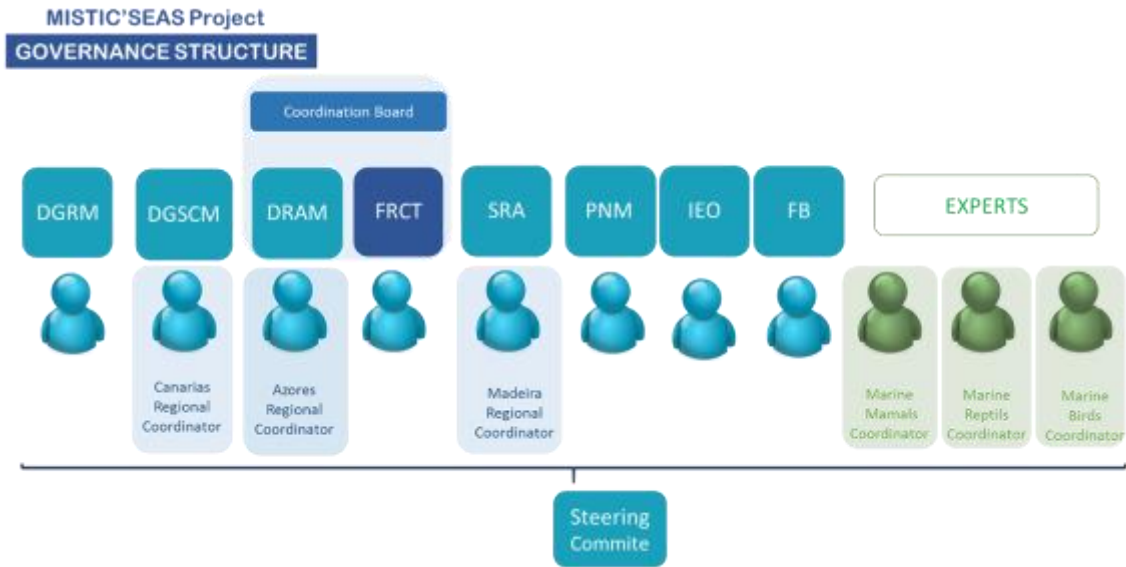 MISTIC'SEAS Project
GOVERNANCE STRUCTURE
Coordination Board
DGRM
DGSCM
DRAM
FRCT
SRA
PNM
IEO
FB
EXPERTS
Canarias
Regional
Coordinator
Azores
Regional
Coordinator
Madeira
Regional
Coordinator
Marine
Mamals
Coordinator
Marine
Reptils
Coordinator
Marine
Birds
Coordinator
Steering
Commite